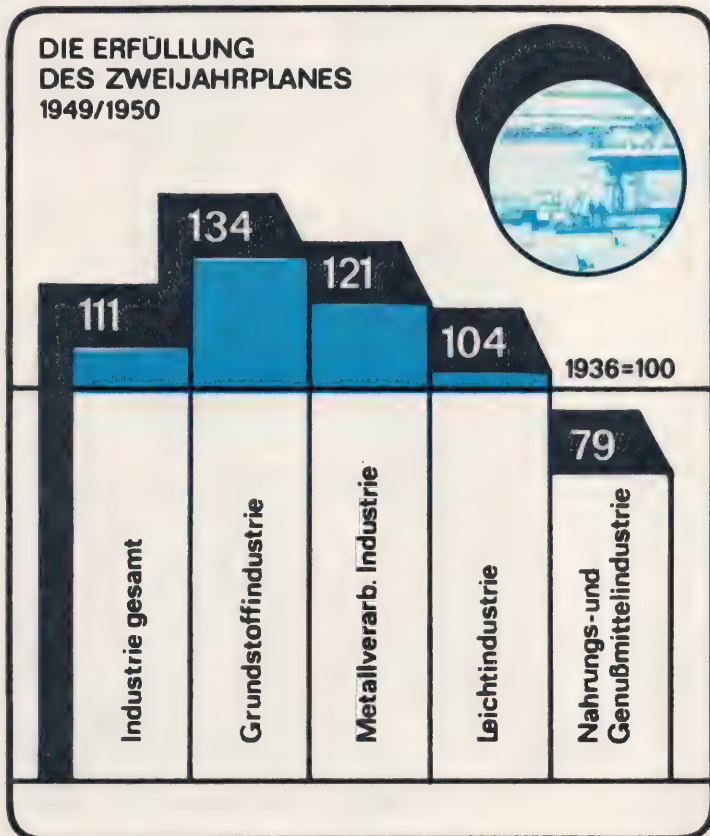 DIE ERFÜLLUNG
DES ZWEIJAHRPLANES
1949/1950
134
121
111
104
1936=100
79
Industrie gesamt
Grundstoffindustrie
Metallverarb. Industrie
Leichtindustrie
Nahrungs-und
Genußmittelindustrie